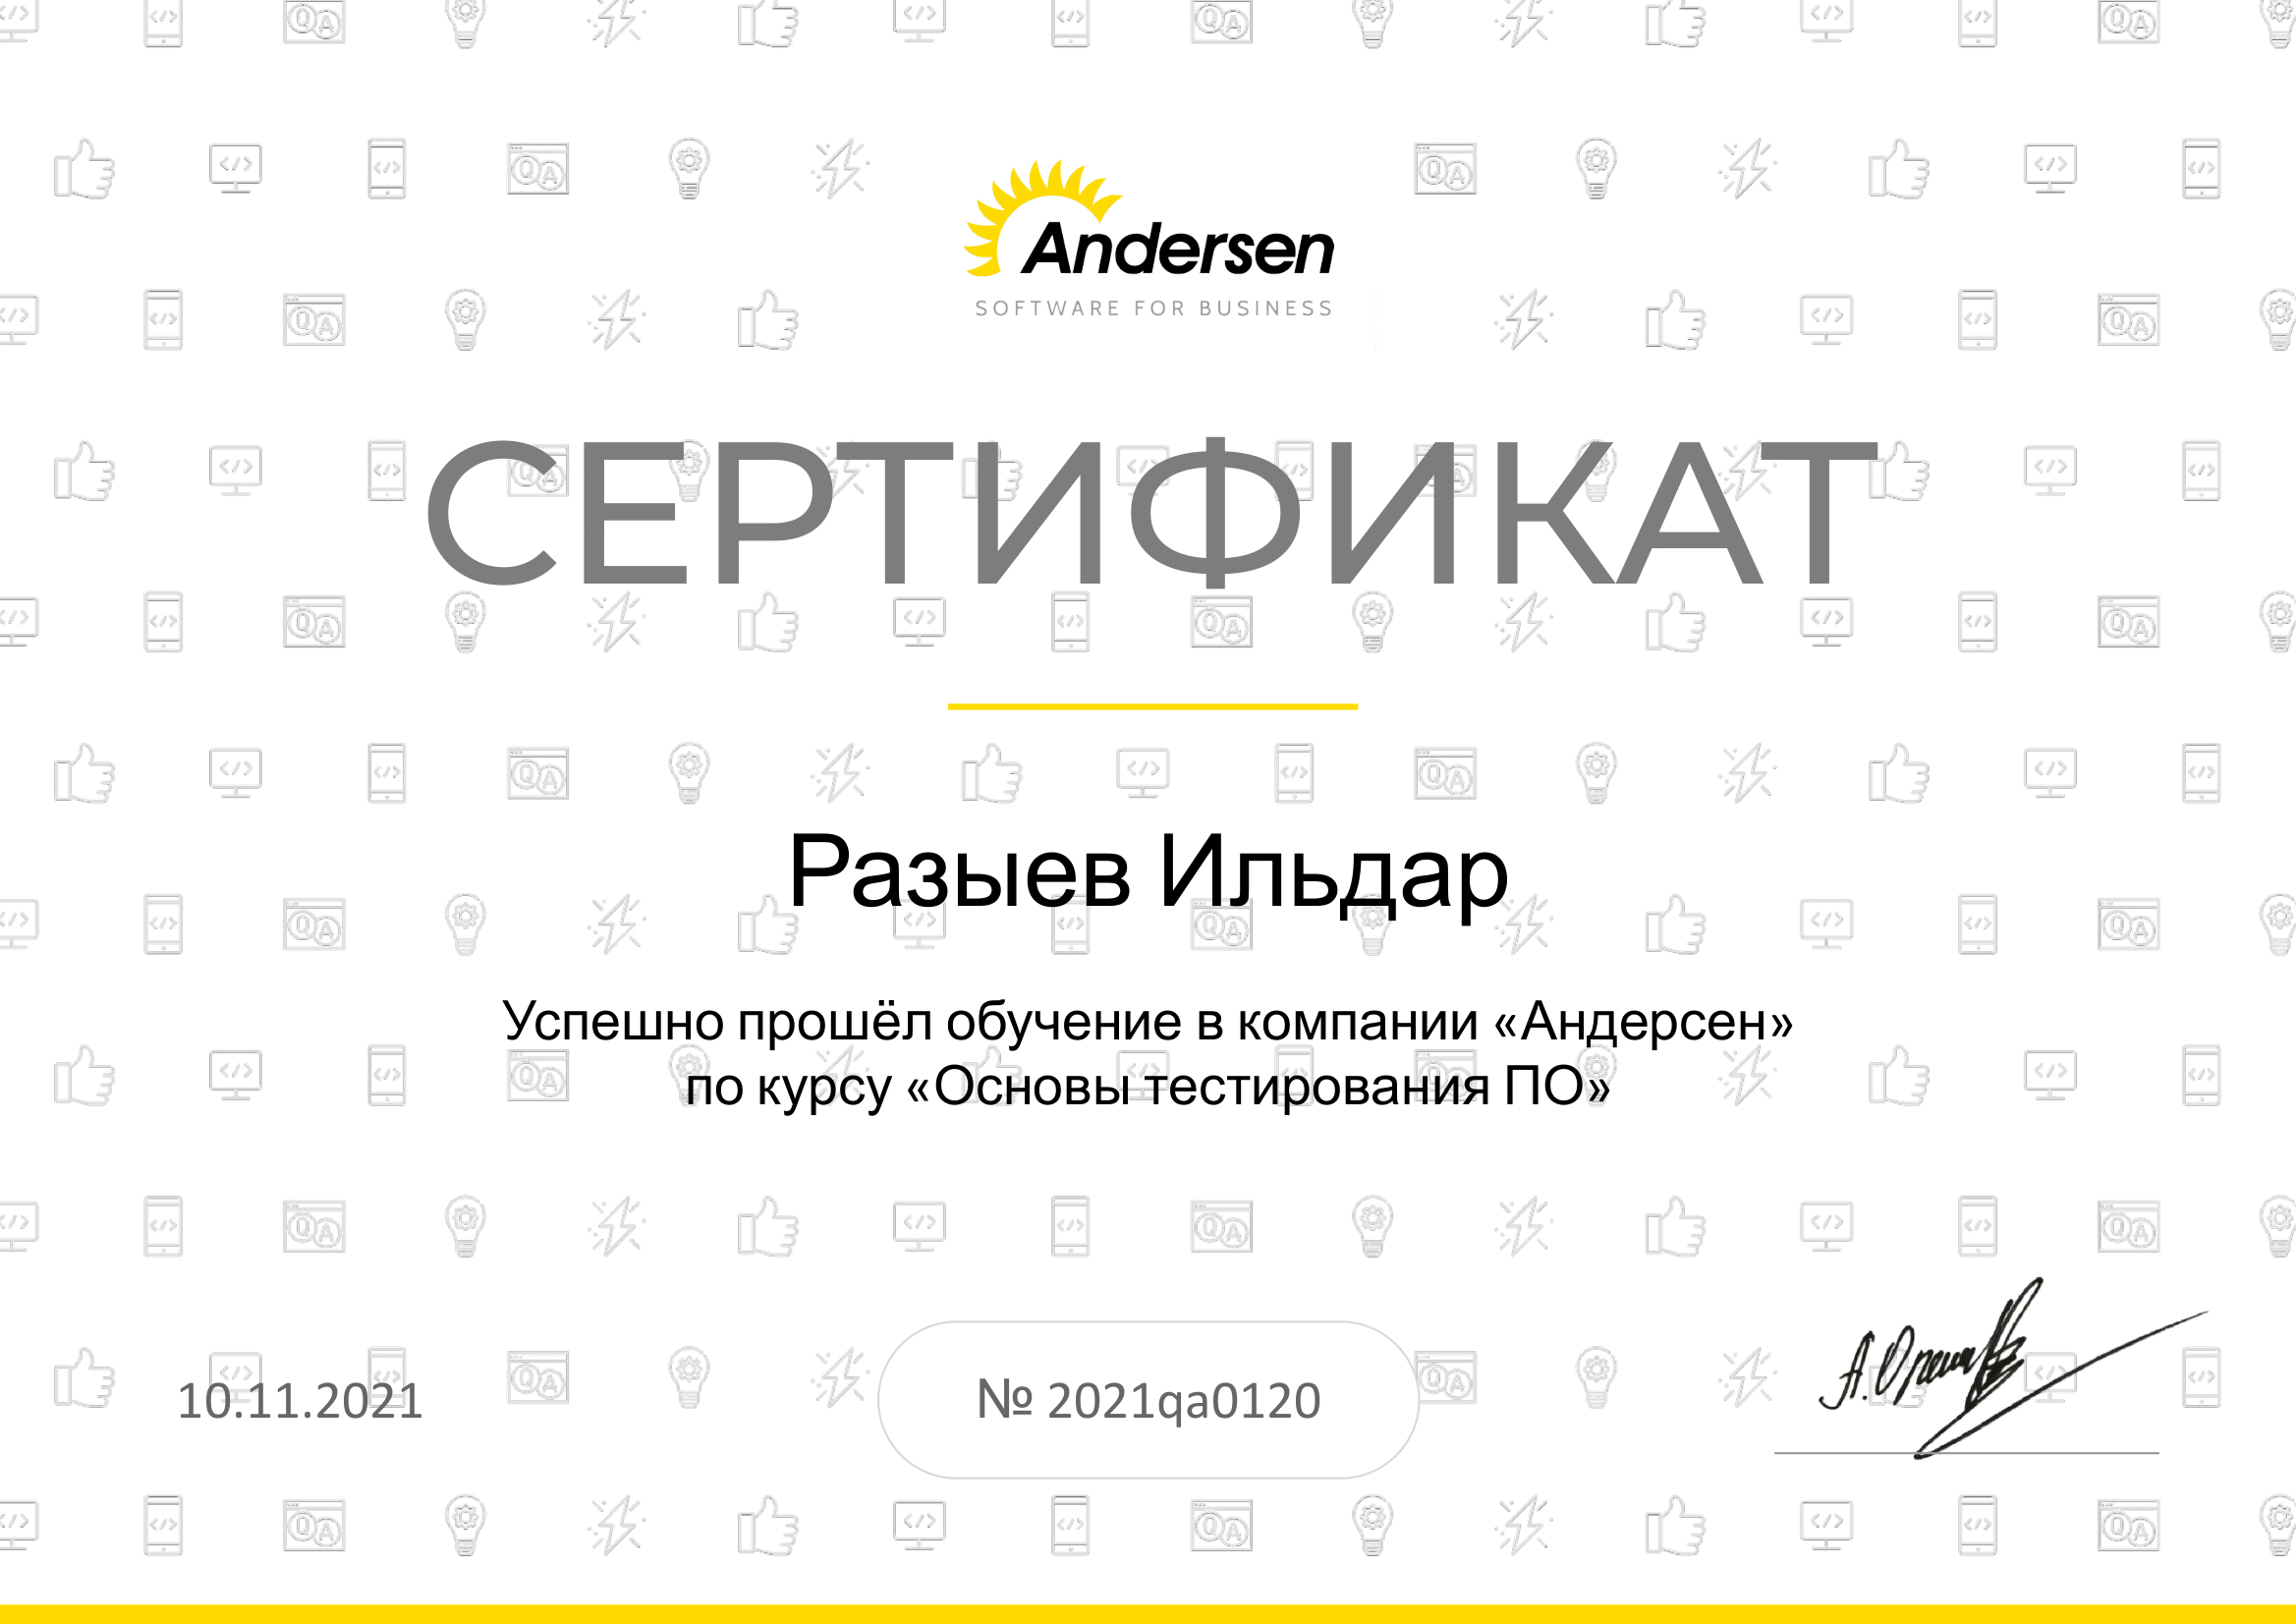 Andersen
SOFTWARE FOR BUSINESS
СЕРТИФИКАТ
Разыев Ильдар
Успешно прошёл обучение в компании «Андерсен»
по курсу «Основы тестирования ПО»
10.11.2021
№ 2021qa0120